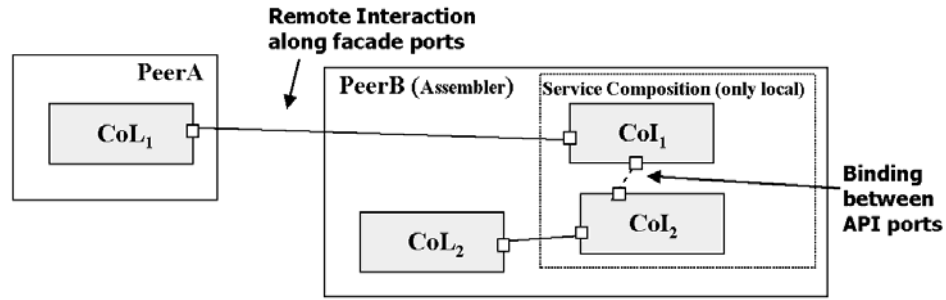 Remote Interaction
along facade ports
PeerA
CoL1
PeerB (Assembler)
Service Composition (only local)
CoI1
CoI2
CoL2
Binding
between
API ports